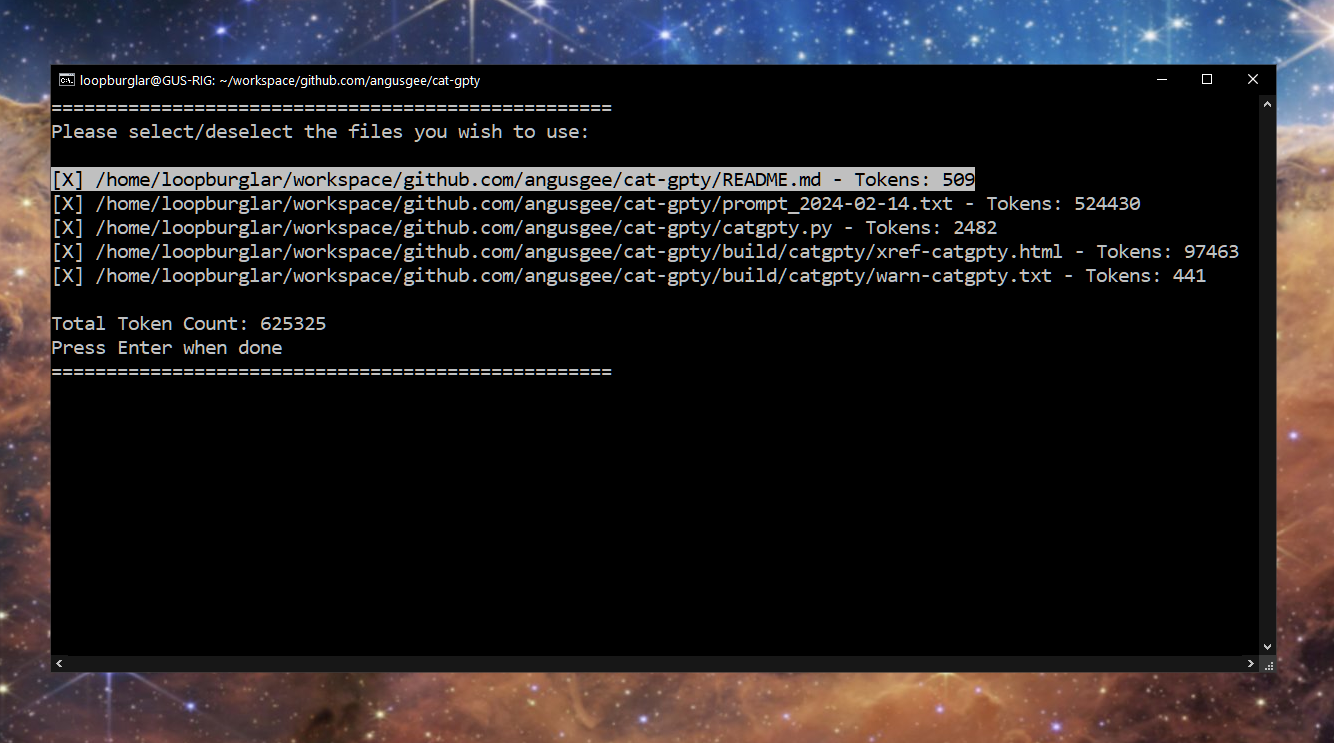 loopburglar@GUS-RIG: ~/workspace/github.com/angusgee/cat-gpty
===================================================
Please select/deselect the files you wish to use:
[X] /home/loopburglar/workspace/github.com/angusgee/cat-gpty/README.md - Tokens: 509
[X] /home/loopburglar/workspace/github.com/angusgee/cat-gpty/prompt_2024-02-14.txt - Tokens: 524430
[X] /home/loopburglar/workspace/github.com/angusgee/cat-gpty/catgpty.py - Tokens: 2482
[X] /home/loopburglar/workspace/github.com/angusgee/cat-gpty/build/catgpty/xref-catgpty.html - Tokens: 97463
[X] /home/loopburglar/workspace/github.com/angusgee/cat-gpty/build/catgpty/warn-catgpty.txt - Tokens: 441
Total Token Count: 625325
Press Enter when done
===================================================